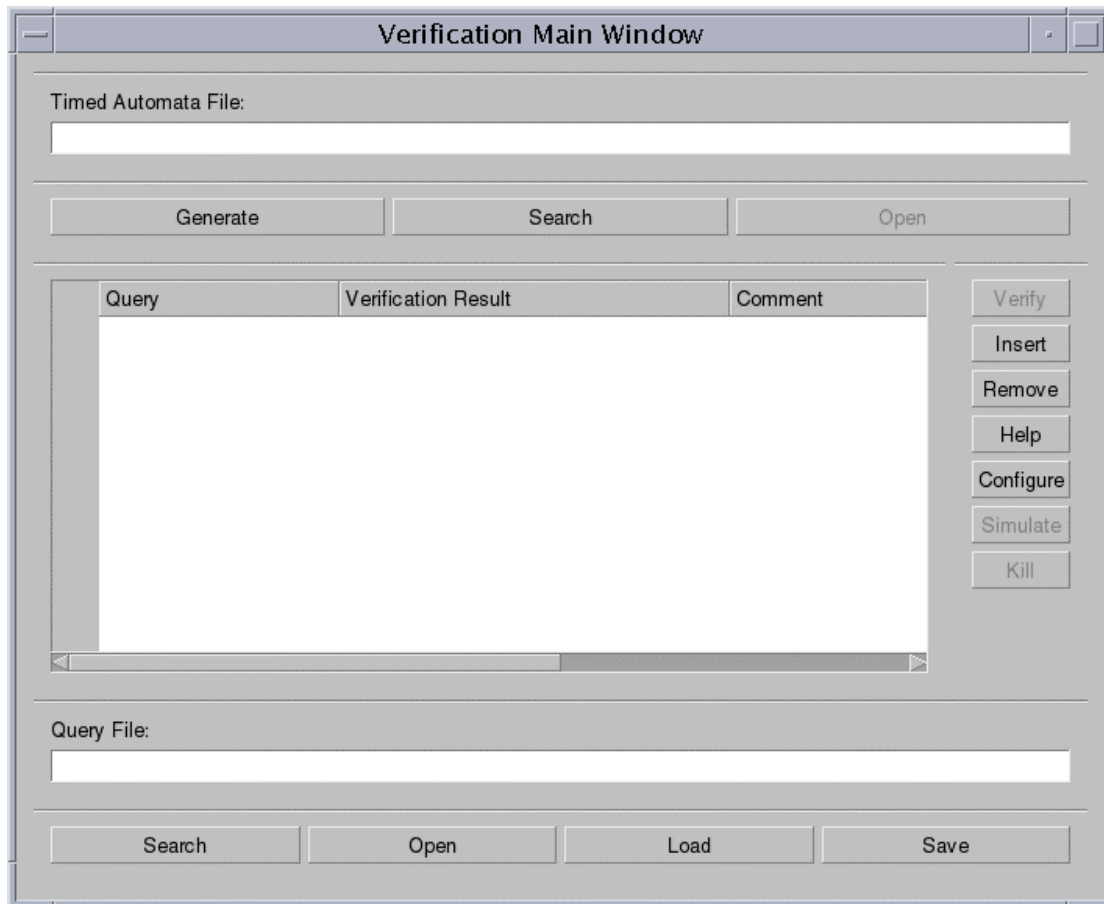 Verification Main Window
Timed Automata File:
Generate Search Open
Query Verification Result Comment
Verify
Insert
Remove
Help
Configure
Simulate
Kill
Query File:
Search Open Load Save